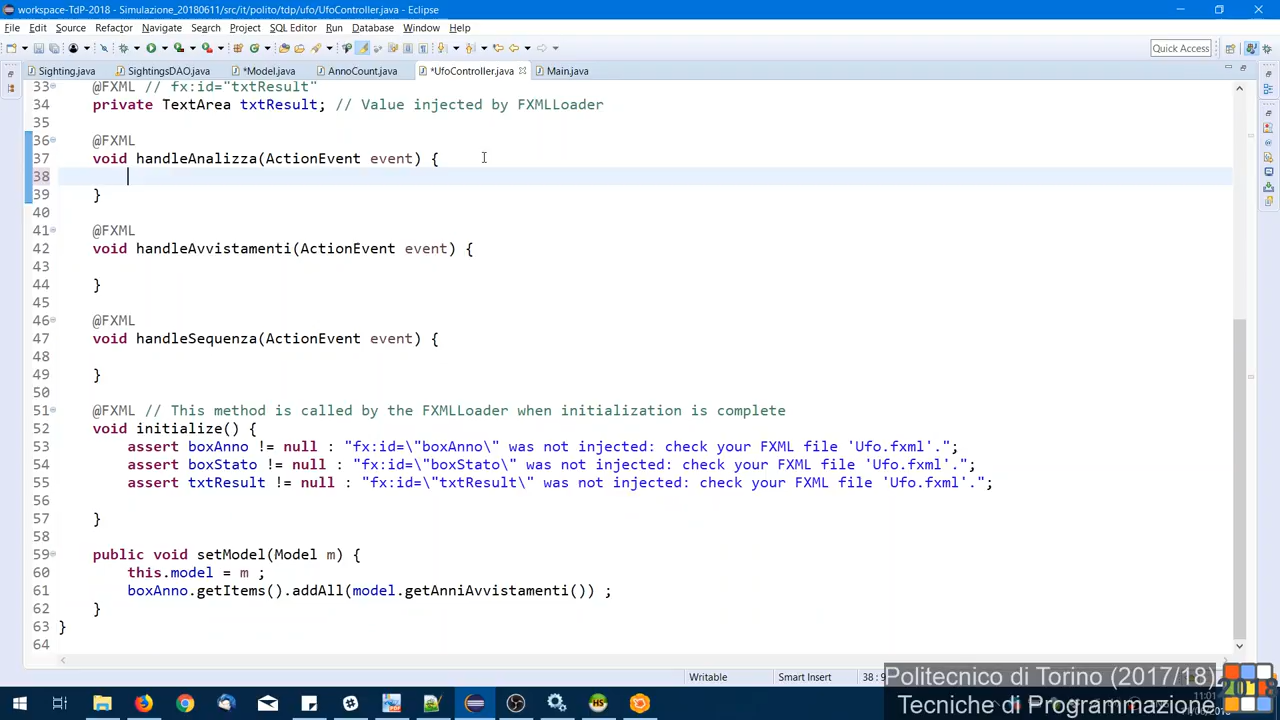 workspace-TdP-2018 - Simulazione_20180611/src/it/polito/tdp/ufo/UfoController.java - Eclipse
File Edit Source Refactor Navigate Search Project SQL Editor Run Database Window Help
Quick Access
Sighting.java SightingsDAO.java *Model.java AnnoCount.java *UfoController.java Main.java
33 @FXML // fx:id="txtResult"
34 private TextArea txtResult; // Value injected by FXMLLoader
35
36 @FXML
37 void handleAnalizza(ActionEvent event) {
38
39 }
40
41 @FXML
42 void handleAvvistamenti(ActionEvent event) {
43
44 }
45
46 @FXML
47 void handleSequenza(ActionEvent event) {
48
49 }
50
51 @FXML // This method is called by the FXMLLoader when initialization is complete
52 void initialize() {
53 assert boxAnno != null : "fx:id=\"boxAnno\" was not injected: check your FXML file 'Ufo.fxml'.";
54 assert boxStato != null : "fx:id=\"boxStato\" was not injected: check your FXML file 'Ufo.fxml'.";
55 assert txtResult != null : "fx:id=\"txtResult\" was not injected: check your FXML file 'Ufo.fxml'.";
56
57 }
58
59 public void setModel(Model m) {
60 this.model = m ;
61 boxAnno.getItems().addAll(model.getAnniAvvistamenti()) ;
62 }
63 }
64
Writable Smart Insert
Politecnico di Torino (2017/18)
Tecniche di Programmazione
2018
11:01